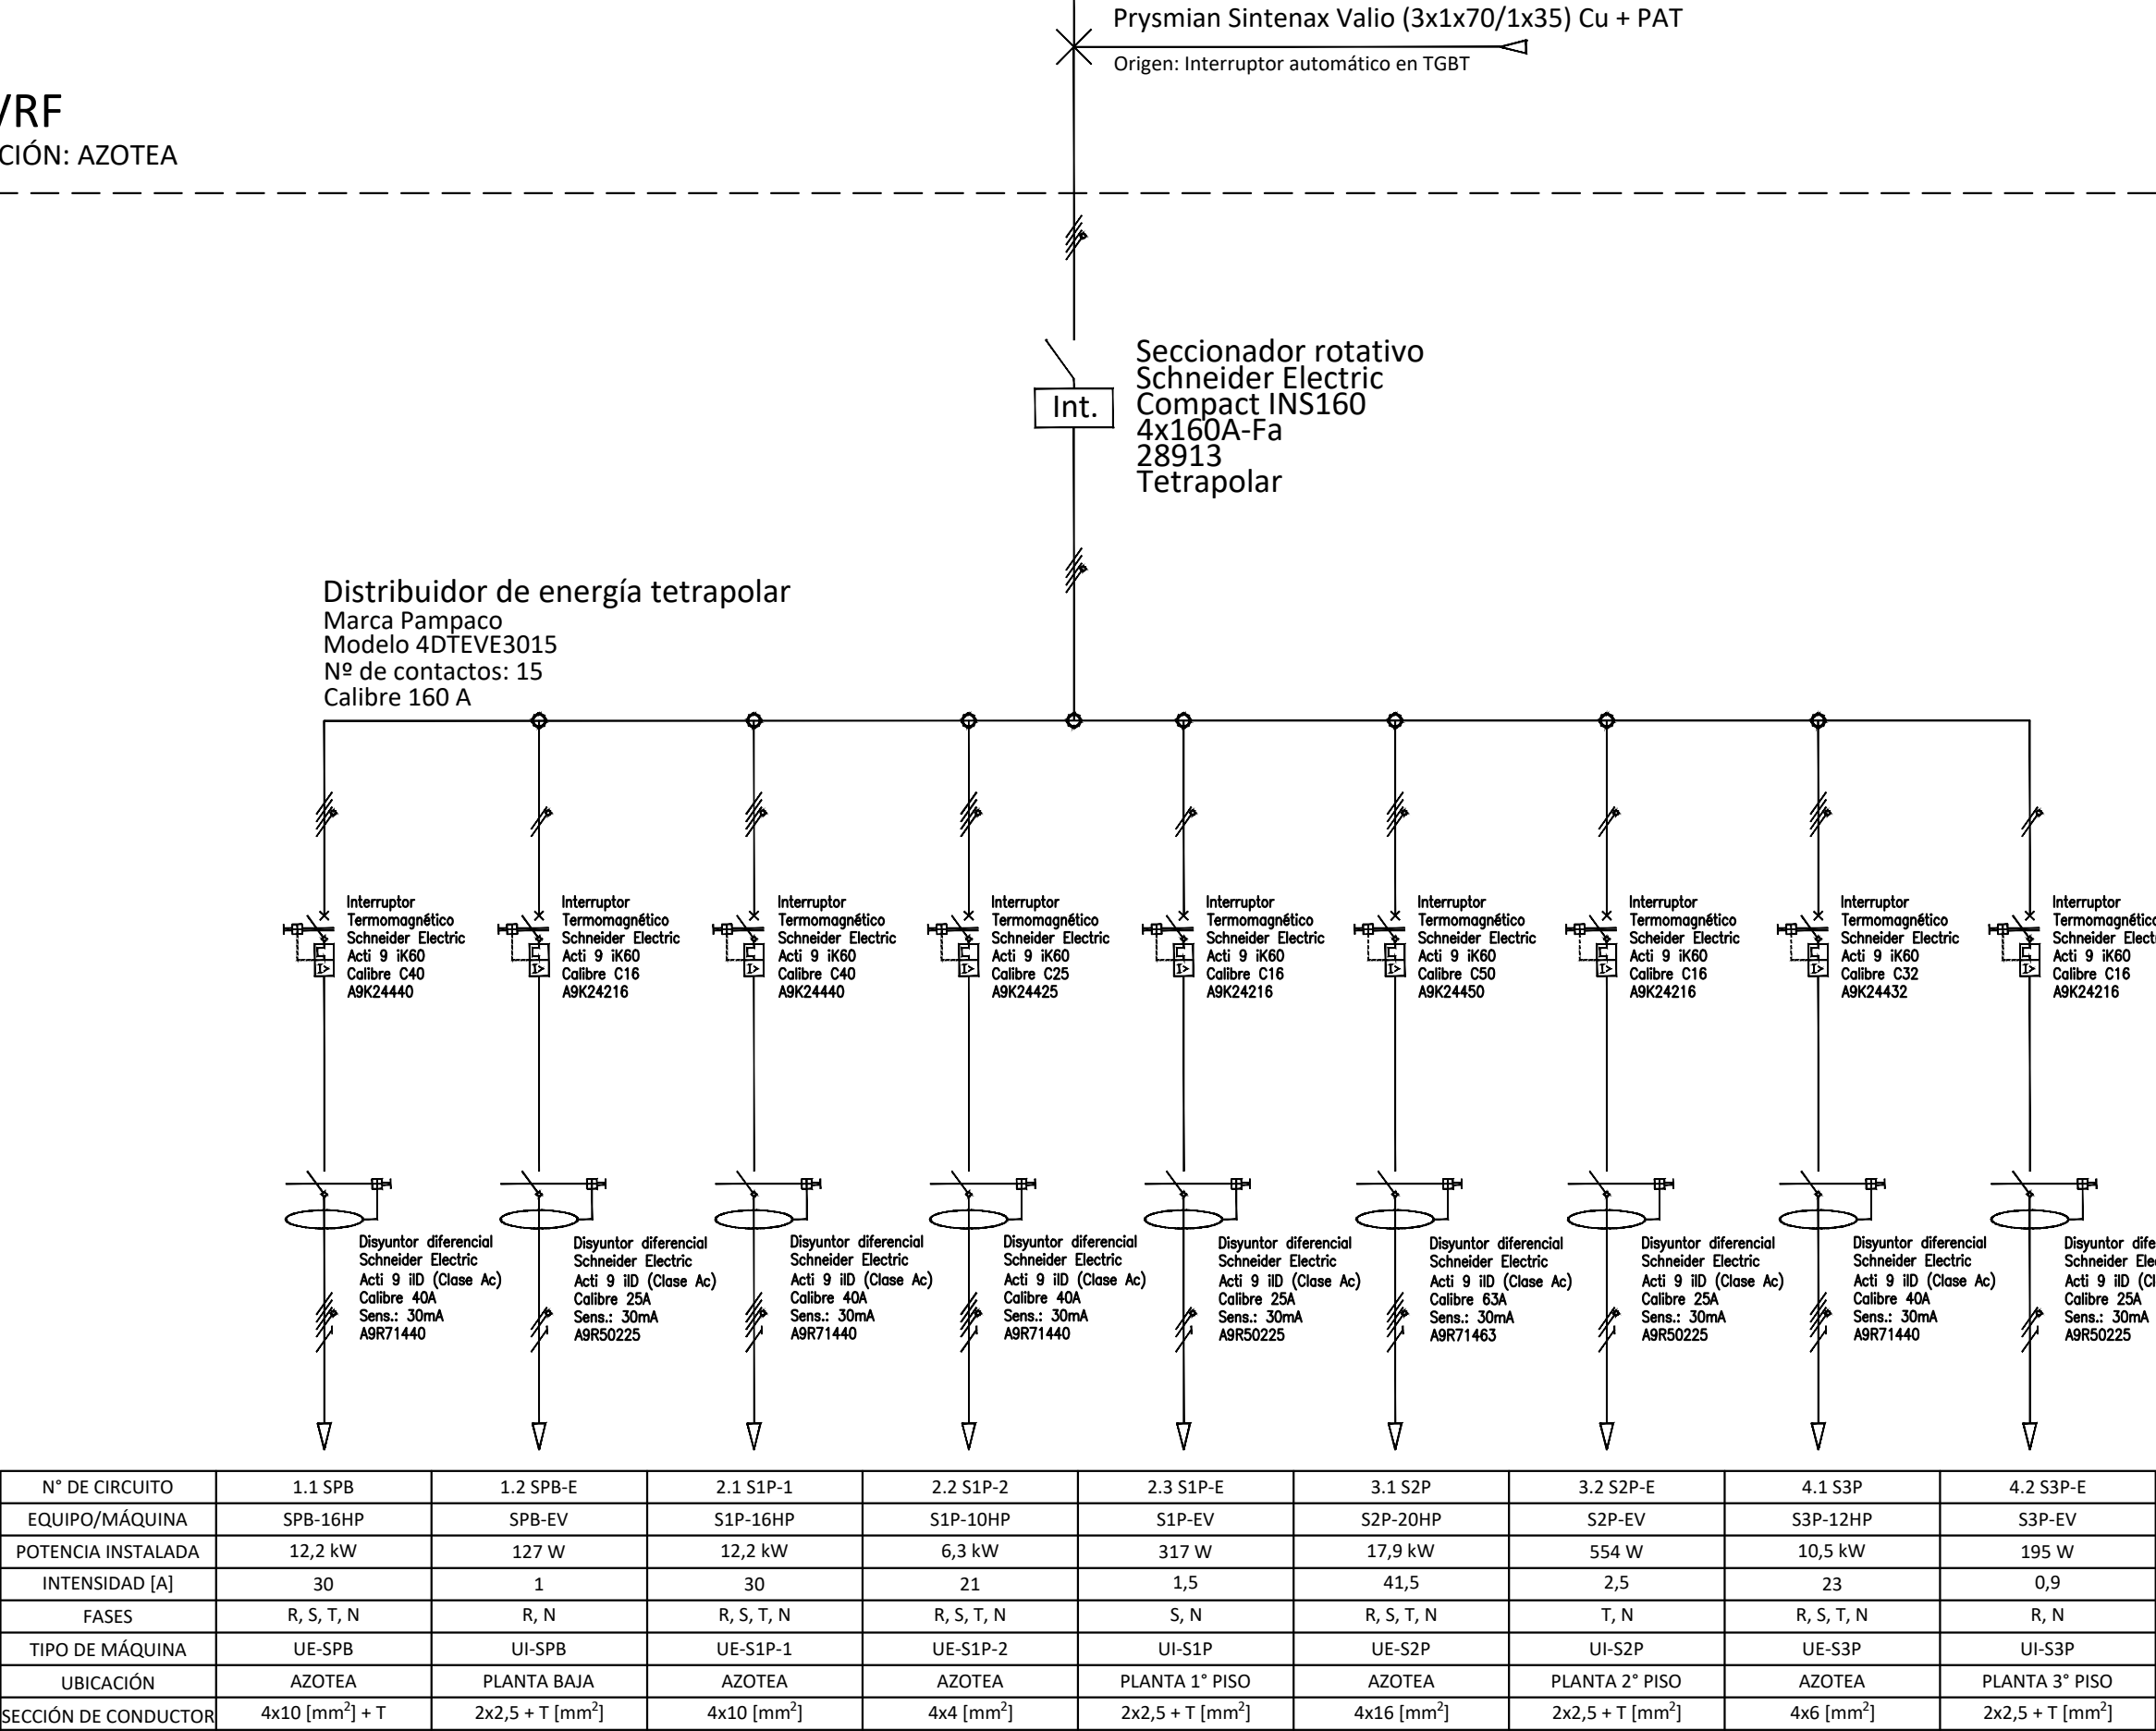 Prysmian Sintenax Valio (3x1x70/1x35) Cu + PAT
Origen: Interruptor automático en TGBT
VRF
CIÓN: AZOTEA
Int.
Seccionador rotativo
Schneider Electric
Compact INS160
4x160A-Fa
28913
Tetrapolar
Distribuidor de energía tetrapolar
Marca Pampaco
Modelo 4DTEVE3015
Nº de contactos: 15
Calibre 160 A
Interruptor
Termomagnético
Schneider Electric
Acti 9 iK60
Calibre C40
A9K24440
Interruptor
Termomagnético
Schneider Electric
Acti 9 iK60
Calibre C16
A9K24216
Interruptor
Termomagnético
Schneider Electric
Acti 9 iK60
Calibre C40
A9K24440
Interruptor
Termomagnético
Schneider Electric
Acti 9 iK60
Calibre C25
A9K24425
Interruptor
Termomagnético
Schneider Electric
Acti 9 iK60
Calibre C16
A9K24216
Interruptor
Termomagnético
Schneider Electric
Acti 9 iK60
Calibre C50
A9K24450
Interruptor
Termomagnético
Scheider Electric
Acti 9 iK60
Calibre C16
A9K24216
Interruptor
Termomagnético
Schneider Electric
Acti 9 iK60
Calibre C32
A9K24432
Interruptor
Termomagnético
Schneider Elect
Acti 9 iK60
Calibre C16
A9K24216
I>
I>
I>
I>
I>
I>
I>
I>
I>
Disyuntor diferencial
Schneider Electric
Acti 9 iID (Clase Ac)
Calibre 40A
Sens.: 30mA
A9R71440
Disyuntor diferencial
Schneider Electric
Acti 9 iID (Clase Ac)
Calibre 25A
Sens.: 30mA
A9R50225
Disyuntor diferencial
Schneider Electric
Acti 9 iID (Clase Ac)
Calibre 40A
Sens.: 30mA
A9R71440
Disyuntor diferencial
Schneider Electric
Acti 9 iID (Clase Ac)
Calibre 40A
Sens.: 30mA
A9R71440
Disyuntor diferencial
Schneider Electric
Acti 9 iID (Clase Ac)
Calibre 25A
Sens.: 30mA
A9R50225
Disyuntor diferencial
Schneider Electric
Acti 9 iID (Clase Ac)
Calibre 63A
Sens.: 30mA
A9R71463
Disyuntor diferencial
Schneider Electric
Acti 9 iID (Clase Ac)
Calibre 25A
Sens.: 30mA
A9R50225
Disyuntor diferencial
Schneider Electric
Acti 9 iID (Clase Ac)
Calibre 40A
Sens.: 30mA
A9R71440
Disyuntor dife
Schneider Elec
Acti 9 iID (Cl
Calibre 25A
Sens.: 30mA
A9R50225
N° DE CIRCUITO 1.1 SPB 1.2 SPB-E 2.1 S1P-1 2.2 S1P-2 2.3 S1P-E 3.1 S2P 3.2 S2P-E 4.1 S3P 4.2 S3P-E
EQUIPO/MÁQUINA SPB-16HP SPB-EV S1P-16HP S1P-10HP S1P-EV S2P-20HP S2P-EV S3P-12HP S3P-EV
POTENCIA INSTALADA 12,2 kW 127 W 12,2 kW 6,3 kW 317 W 17,9 kW 554 W 10,5 kW 195 W
INTENSIDAD [A] 30 1 30 21 1,5 41,5 2,5 23 0,9
FASES R, S, T, N R, N R, S, T, N R, S, T, N S, N R, S, T, N T, N R, S, T, N R, N
TIPO DE MÁQUINA UE-SPB UI-SPB UE-S1P-1 UE-S1P-2 UI-S1P UE-S2P UI-S2P UE-S3P UI-S3P
UBICACIÓN AZOTEA PLANTA BAJA AZOTEA AZOTEA PLANTA 1° PISO AZOTEA PLANTA 2° PISO AZOTEA PLANTA 3° PISO
SECCIÓN DE CONDUCTOR 4x10 [mm²] + T 2x2,5 + T [mm²] 4x10 [mm²] 4x4 [mm²] 2x2,5 + T [mm²] 4x16 [mm²] 2x2,5 + T [mm²] 4x6 [mm²] 2x2,5 + T [mm²]